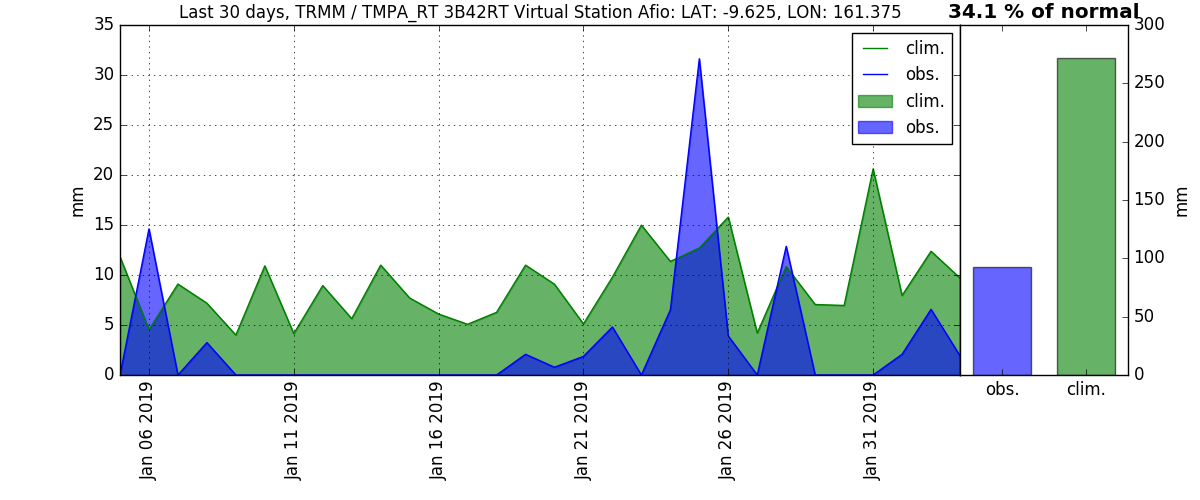 Last 30 days, TRMM / TMPA_RT 3B42RT Virtual Station Afio: LAT: -9.625, LON: 161.375
34.1 % of normal
35
30
25
20
15
10
5
0
mm
clim.
obs.
clim.
obs.
Jan 06 2019
Jan 11 2019
Jan 16 2019
Jan 21 2019
Jan 26 2019
Jan 31 2019
300
250
200
150
100
50
0
mm
obs.
clim.